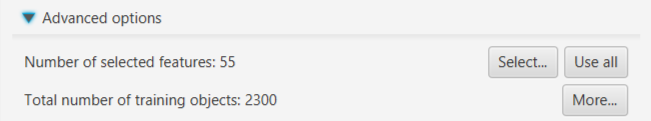 Advanced options
Number of selected features: 55 Select... Use all
Total number of training objects: 2300 More...